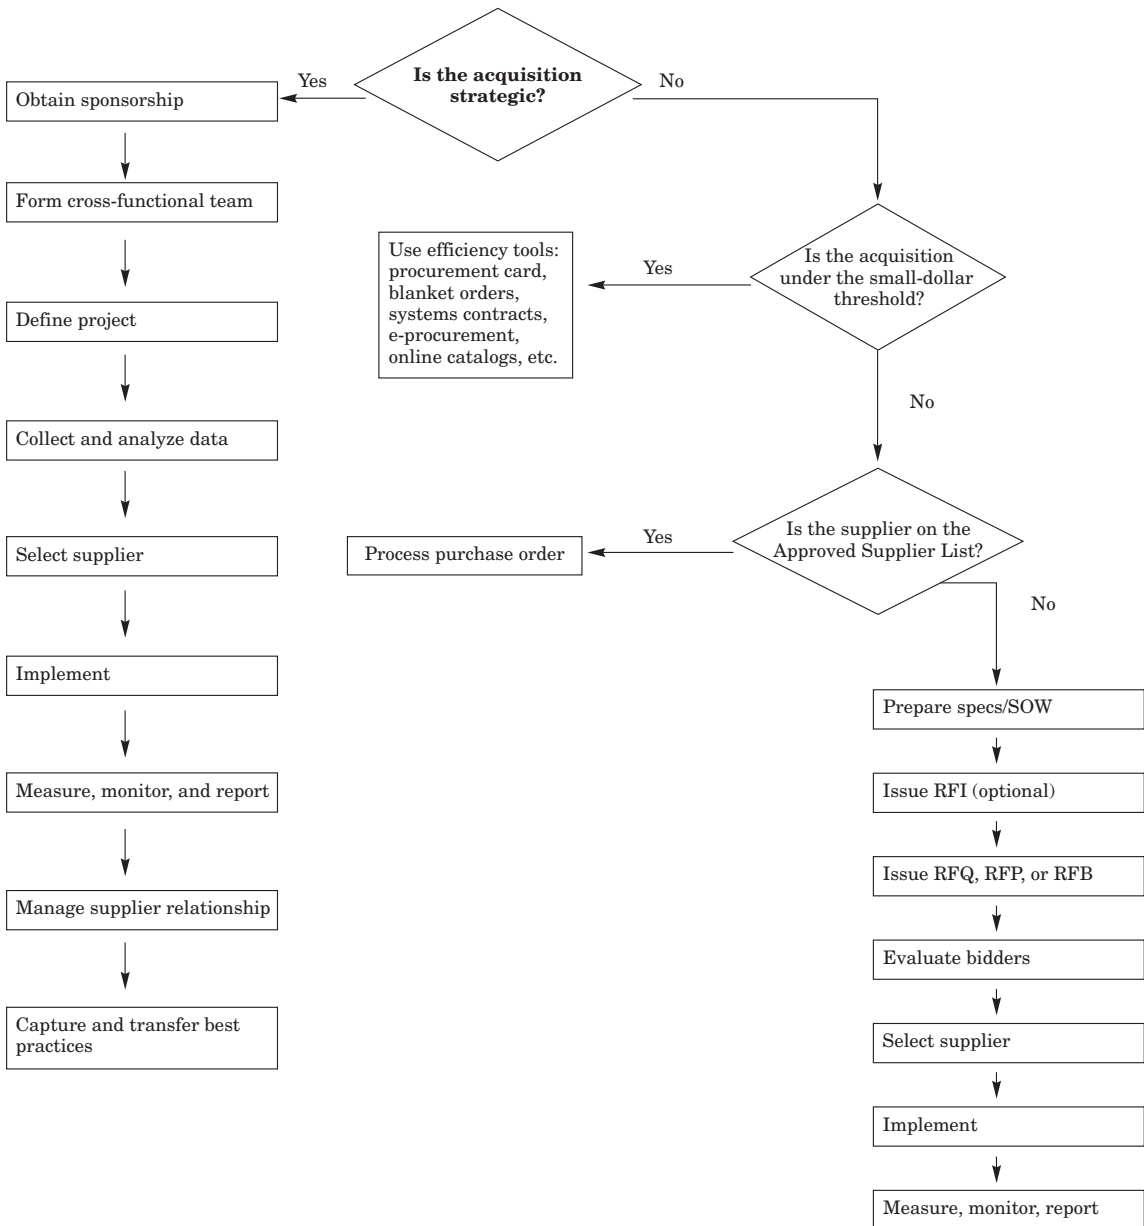 Is the acquisition
strategic?
Yes
No
Obtain sponsorship
Form cross-functional team
Define project
Collect and analyze data
Select supplier
Implement
Measure, monitor, and report
Manage supplier relationship
Capture and transfer best
practices
Is the acquisition
under the small-dollar
threshold?
Yes
Use efficiency tools:
procurement card,
blanket orders,
systems contracts,
e-procurement,
online catalogs, etc.
No
Is the supplier on the
Approved Supplier List?
Yes
Process purchase order
No
Prepare specs/SOW
Issue RFI (optional)
Issue RFQ, RFP, or RFB
Evaluate bidders
Select supplier
Implement
Measure, monitor, report